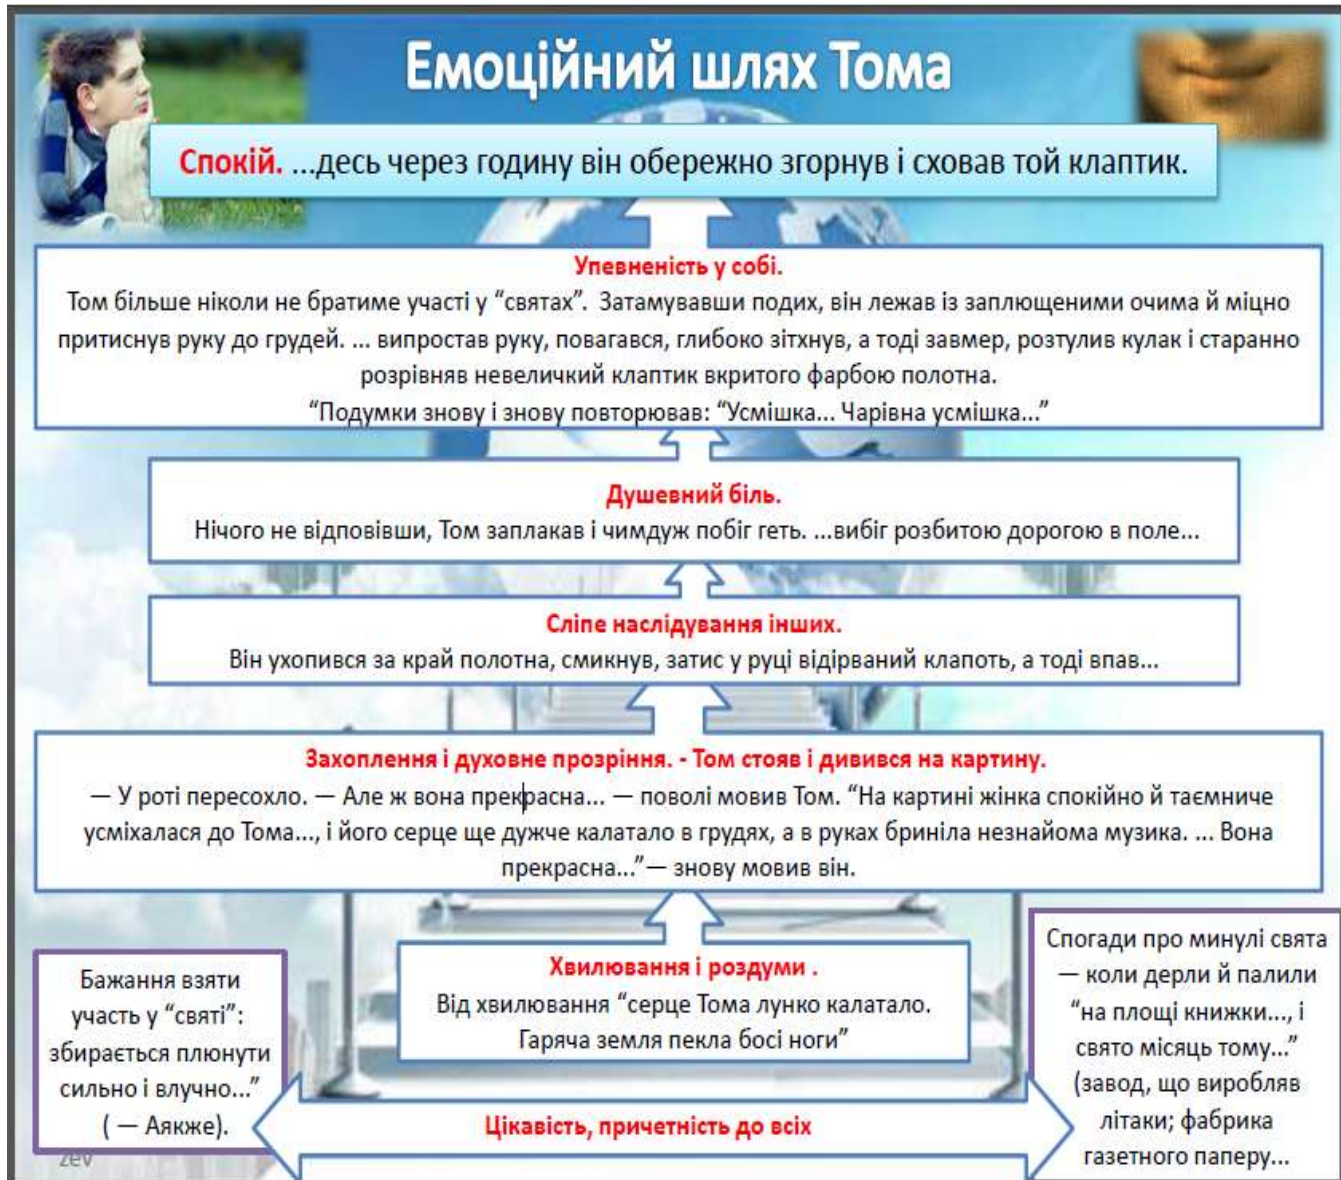 Емоційний шлях Тома
Спокій. ...десь через годину він обережно згорнув і сховав той клаптик.
Упевненість у собі.
Том більше ніколи не братиме участі у “святах”. Затамувавши подих, він лежав із заплющеними очима й міцно
притиснув руку до грудей. ... випростав руку, повагався, глибоко зітхнув, а тоді завмер, розтулив кулак і старанно
розрівняв невеличкий клаптик вкритого фарбою полотна.
“Подумки знову і знову повторював: “Усмішка... Чарівна усмішка...”
Душевний біль.
Нічого не відповівши, Том заплакав і чимдуж побіг геть. ...вибіг розбитою дорогою в поле...
Сліпе наслідування інших.
Він ухопився за край полотна, смикнув, затис у руці відірваний клапоть, а тоді впав...
Захоплення і духовне прозріння. - Том стояв і дивився на картину.
— У роті пересохло. — Але ж вона прекрасна... — поволі мовив Том. “На картині жінка спокійно й таємниче
усміхалася до Тома..., і його серце ще дужче калатало в грудях, а в руках бриніла незнайома музика. ... Вона
прекрасна...”— знову мовив він.
Хвилювання і роздуми .
Від хвилювання “серце Тома лунко калатало.
Гаряча земля пекла босі ноги”
Бажання взяти
участь у “святі”:
збирається плюнути
сильно і влучно...”
( — Аякже).
Цікавість, причетність до всіх
Спогади про минулі свята
— коли дерли й палили
“на площі книжки..., і
свято місяць тому...”
(завод, що виробляв
літаки; фабрика
газетного паперу...
zev